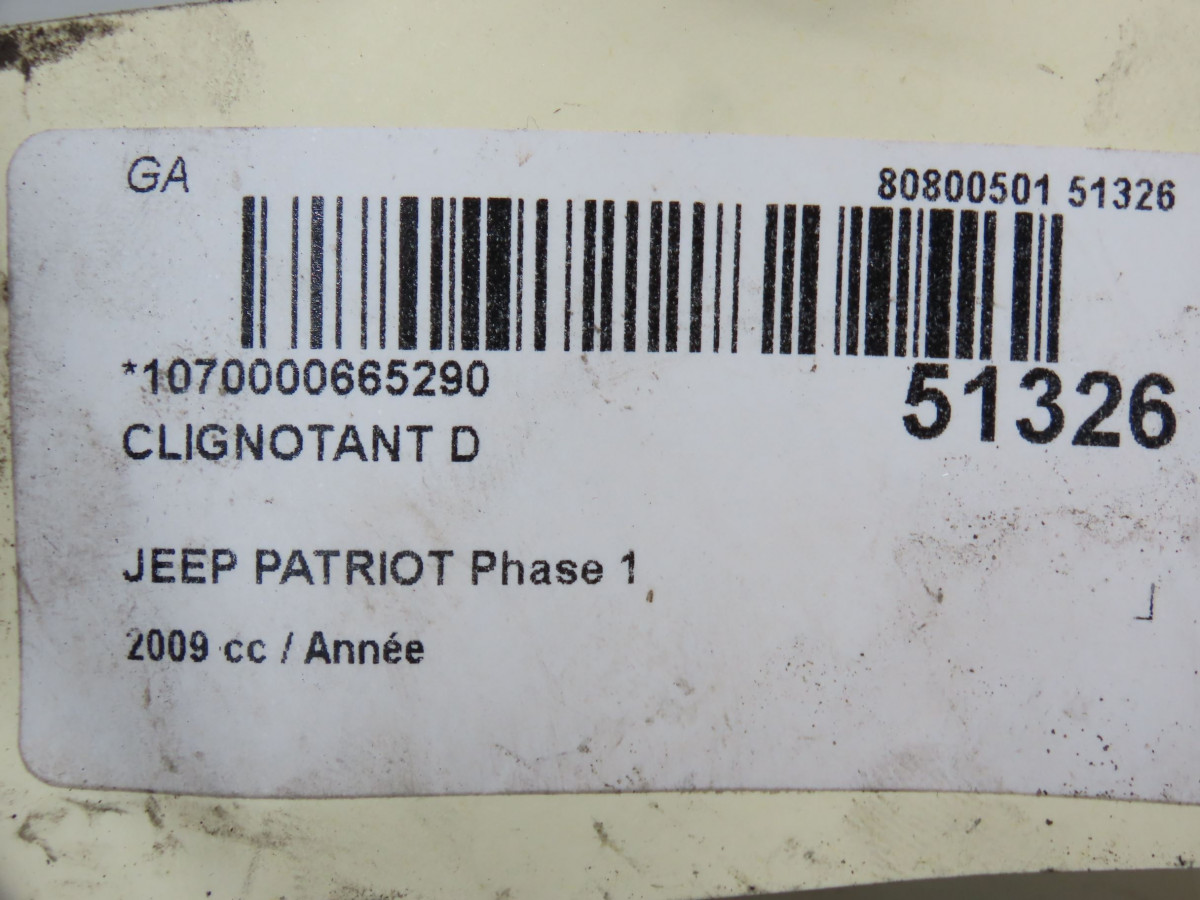 GA
80800501 51326
*1070000665290
51326
CLIGNOTANT D
JEEP PATRIOT Phase 1
2009 cc / Année